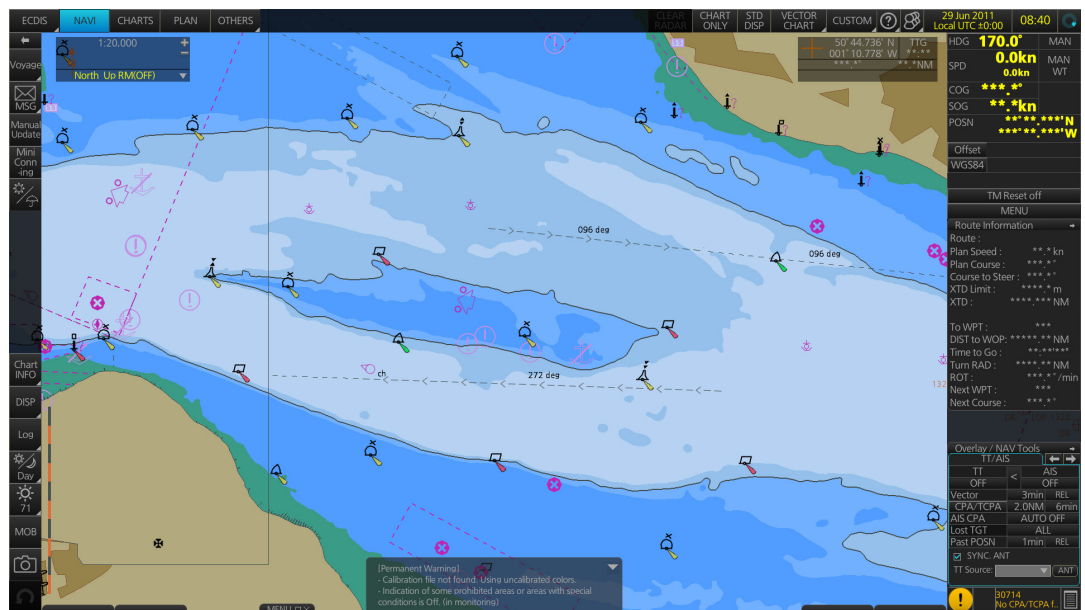 ECDIS NAVI CHARTS PLAN OTHERS
CLEAR RADAR
CHART ONLY
STD DISP
VECTOR CHART
CUSTOM
29 Jun 2011
Local UTC ±0:00
08:40
Voyage
MSG
Manual Update
Mini Conn -ing
1:20,000
North Up RM(OFF)
50°44.736' N TTG
001°10.778' W **:**
***.*° **.*NM
096 deg
096 deg
272 deg
ch
132
Chart INFO
DISP
Log
Day
71
MOB
[Permanent Warning]
- Calibration file not found. Using uncalibrated colors.
- Indication of some prohibited areas or areas with special
conditions is Off. (in monitoring)
MENU
HDG 170.0° MAN
SPD 0.0kn MAN
0.0kn WT
COG ***.*°
SOG **.*kn
POSN **°**.***'N
***°**.***'W
Offset
WGS84
TM Reset off
MENU
Route Information
Route :
Plan Speed : **.* kn
Plan Course : ***.*°
Course to Steer : ***.*°
XTD Limit : ****.* m
XTD : ****.*** NM
To WPT : ***
DIST to WOP: *****.** NM
Time to Go : **:**'**'
Turn RAD : ****.** NM
ROT : ***.*°/min
Next WPT : ***
Next Course : ***.*°
Overlay / NAV Tools
TT/AIS
TT < AIS
OFF OFF
Vector 3min REL
CPA/TCPA 2.0NM 6min
AIS CPA AUTO OFF
Lost TGT ALL
Past POSN 1min REL
SYNC. ANT
TT Source: ANT
30714
No CPA/TCPA f..